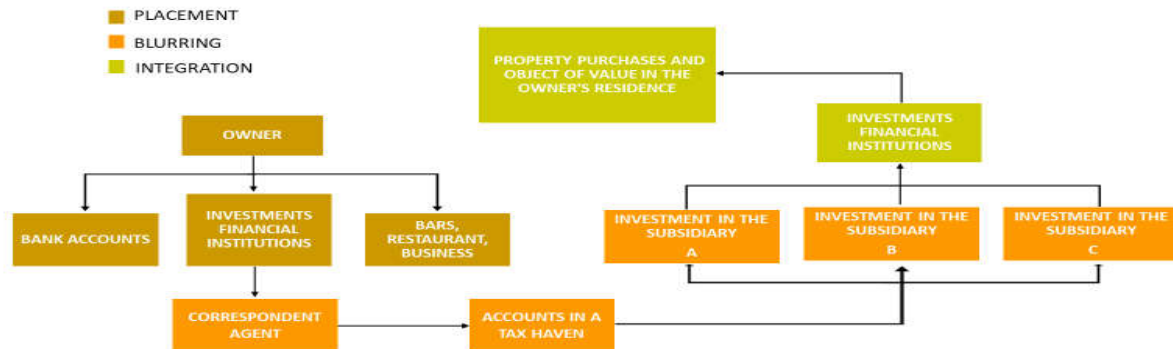 PLACEMENT
BLURRING
INTEGRATION
PROPERTY PURCHASES AND
OBJECT OF VALUE IN THE
OWNER'S RESIDENCE
OWNER
INVESTMENTS
FINANCIAL
INSTITUTIONS
BANK ACCOUNTS
INVESTMENTS
FINANCIAL
INSTITUTIONS
BARS,
RESTAURANT,
BUSINESS
INVESTMENT IN THE
SUBSIDIARY
A
INVESTMENT IN THE
SUBSIDIARY
B
INVESTMENT IN THE
SUBSIDIARY
C
CORRESPONDENT
AGENT
ACCOUNTS IN A
TAX HAVEN